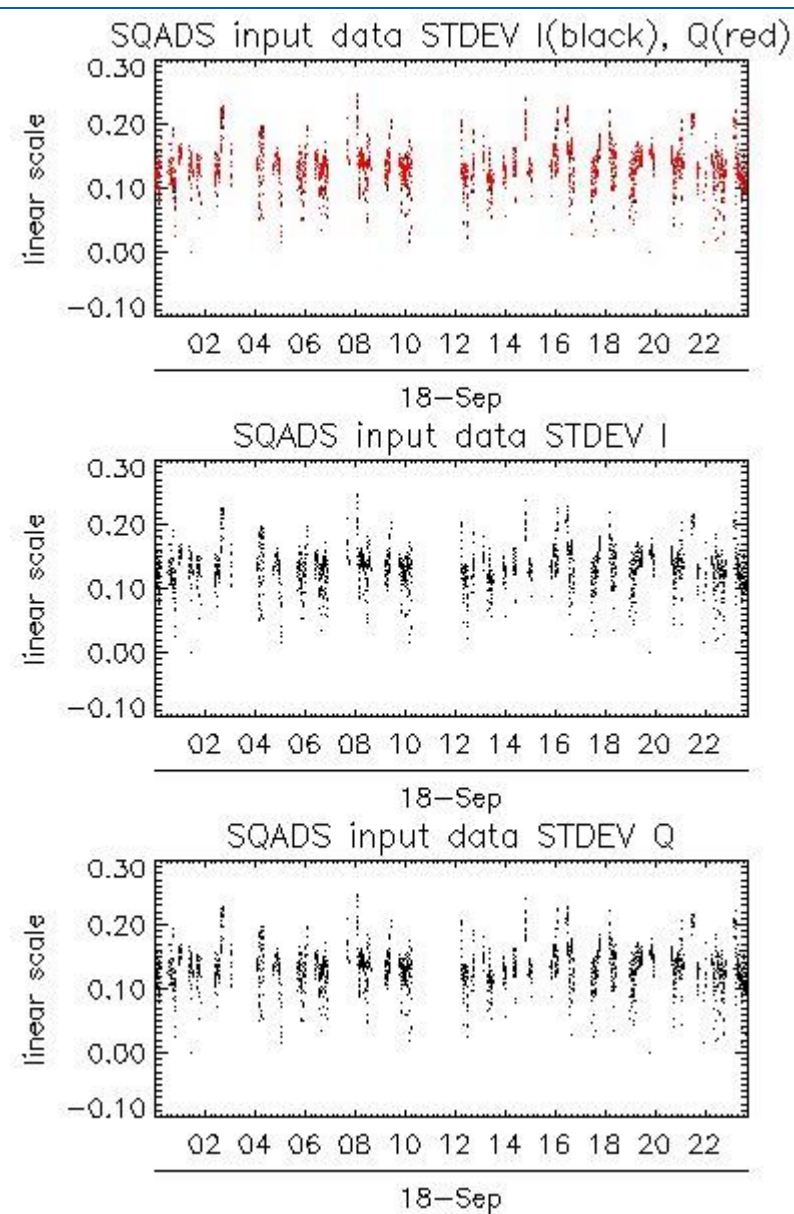 SQADS input data STDEV I(black), Q(red)
0.30
0.20
0.10
0.00
−0.10
linear scale
02 04 06 08 10 12 14 16 18 20 22
18−Sep
SQADS input data STDEV I
0.30
0.20
0.10
0.00
−0.10
linear scale
02 04 06 08 10 12 14 16 18 20 22
18−Sep
SQADS input data STDEV Q
0.30
0.20
0.10
0.00
−0.10
linear scale
02 04 06 08 10 12 14 16 18 20 22
18−Sep